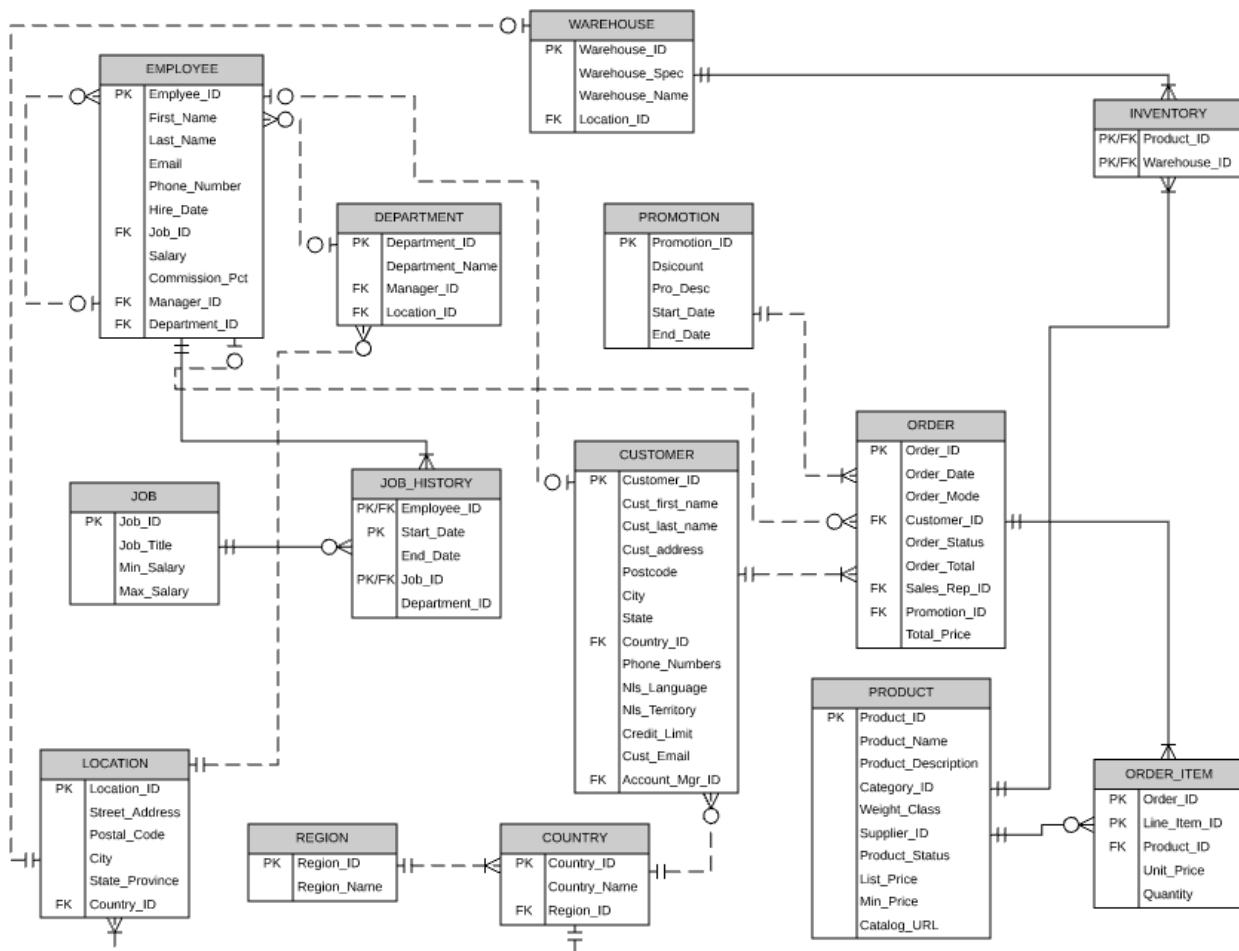 WAREHOUSE
PK Warehouse_ID
Warehouse_Spec
Warehouse_Name
FK Location_ID
EMPLOYEE
PK Emplyee_ID
First_Name
Last_Name
Email
Phone_Number
Hire_Date
FK Job_ID
Salary
Commission_Pct
FK Manager_ID
FK Department_ID
INVENTORY
PK/FK Product_ID
PK/FK Warehouse_ID
DEPARTMENT
PK Department_ID
Department_Name
FK Manager_ID
FK Location_ID
PROMOTION
PK Promotion_ID
Dsicount
Pro_Desc
Start_Date
End_Date
ORDER
PK Order_ID
Order_Date
Order_Mode
FK Customer_ID
Order_Status
Order_Total
FK Sales_Rep_ID
FK Promotion_ID
Total_Price
CUSTOMER
PK Customer_ID
Cust_first_name
Cust_last_name
Cust_address
Postcode
City
State
FK Country_ID
Phone_Numbers
Nls_Language
Nls_Territory
Credit_Limit
Cust_Email
FK Account_Mgr_ID
JOB_HISTORY
PK/FK Employee_ID
PK Start_Date
End_Date
PK/FK Job_ID
Department_ID
JOB
PK Job_ID
Job_Title
Min_Salary
Max_Salary
PRODUCT
PK Product_ID
Product_Name
Product_Description
Category_ID
Weight_Class
Supplier_ID
Product_Status
List_Price
Min_Price
Catalog_URL
LOCATION
PK Location_ID
Street_Address
Postal_Code
City
State_Province
FK Country_ID
ORDER_ITEM
PK Order_ID
PK Line_Item_ID
FK Product_ID
Unit_Price
Quantity
REGION
PK Region_ID
Region_Name
COUNTRY
PK Country_ID
Country_Name
FK Region_ID